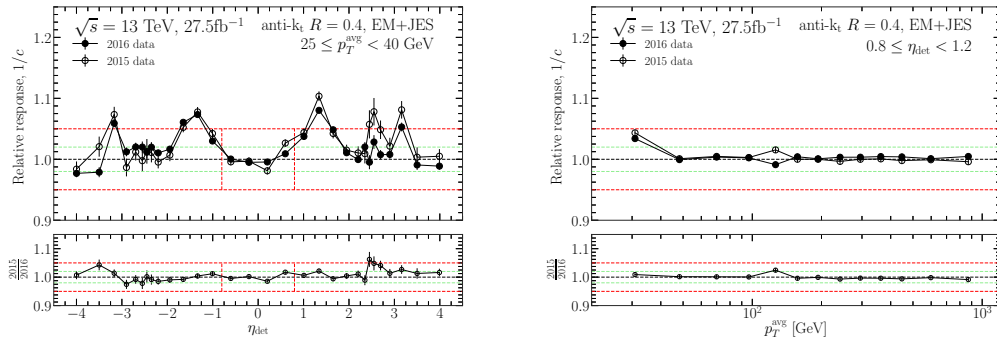 √s = 13 TeV, 27.5fb⁻¹
anti-kₜ R = 0.4, EM+JES
25 ≤ p_T^avg < 40 GeV
2016 data
2015 data
Relative response, 1/c
1.2
1.1
1.0
0.9
2015/2016
1.1
1.0
0.9
−4 −3 −2 −1 0 1 2 3 4
η_det
√s = 13 TeV, 27.5fb⁻¹
anti-kₜ R = 0.4, EM+JES
0.8 ≤ η_det < 1.2
2016 data
2015 data
Relative response, 1/c
1.2
1.1
1.0
0.9
2015/2016
1.1
1.0
0.9
10² 10³
p_T^avg [GeV]